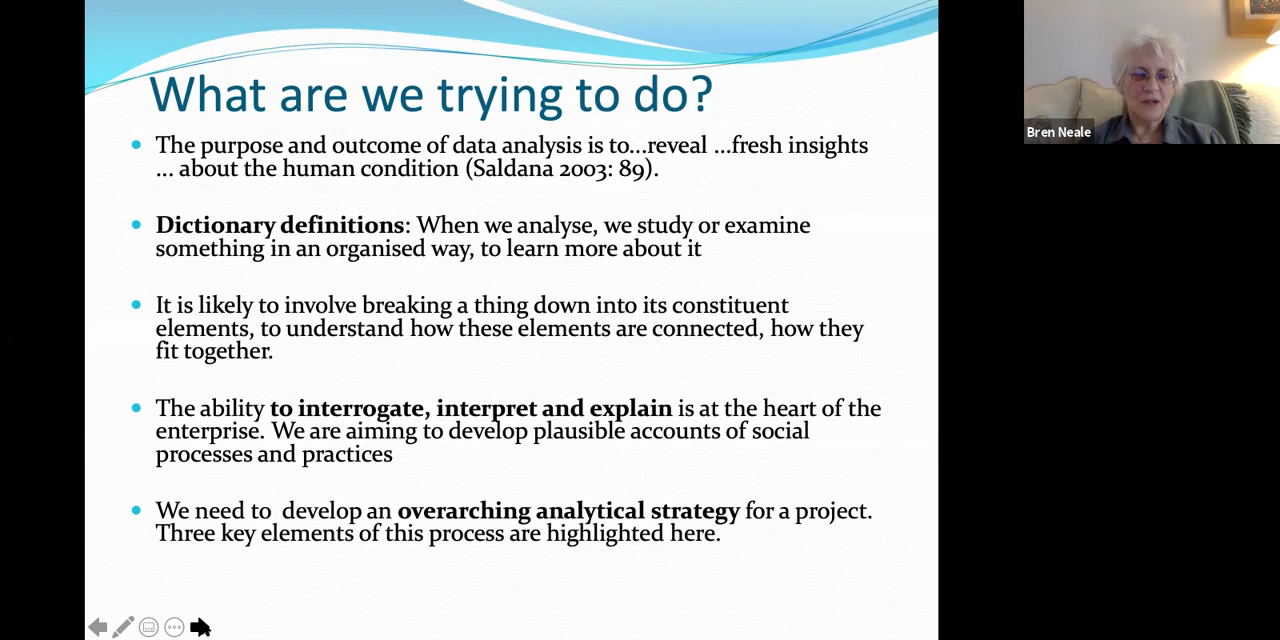 What are we trying to do?
• The purpose and outcome of data analysis is to...reveal ...fresh insights
... about the human condition (Saldana 2003: 89).
• Dictionary definitions: When we analyse, we study or examine
something in an organised way, to learn more about it
• It is likely to involve breaking a thing down into its constituent
elements, to understand how these elements are connected, how they
fit together.
• The ability to interrogate, interpret and explain is at the heart of the
enterprise. We are aiming to develop plausible accounts of social
processes and practices
• We need to  develop an overarching analytical strategy for a project.
Three key elements of this process are highlighted here.
Bren Neale